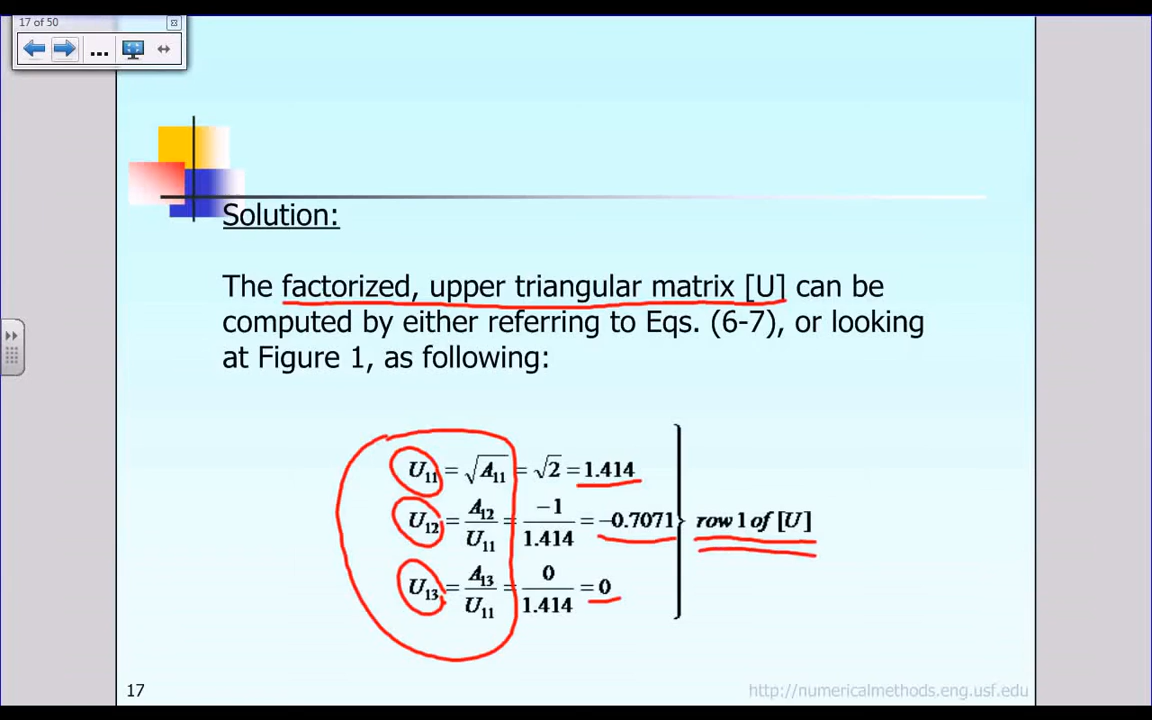 17 of 50
...
Solution:
The factorized, upper triangular matrix [U] can be
computed by either referring to Eqs. (6-7), or looking
at Figure 1, as following:
U₁₁ = √A₁₁ = √2 = 1.414
U₁₂ = A₁₂/U₁₁ = -1/1.414 = -0.7071
row 1 of [U]
U₁₃ = A₁₃/U₁₁ = 0/1.414 = 0
17
http://numericalmethods.eng.usf.edu